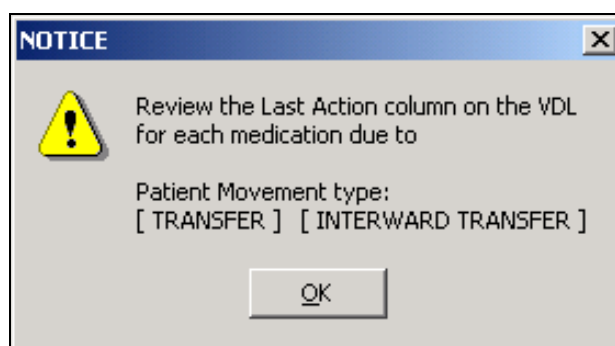 NOTICE
Review the Last Action column on the VDL
for each medication due to
Patient Movement type:
[ TRANSFER ] [ INTERWARD TRANSFER ]
OK